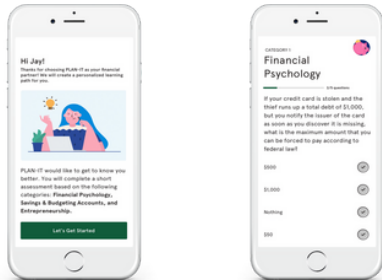 Hi Jay!
Thanks for choosing PLAN-IT as your financial
partner! We will create a personalized learning
path for you.
PLAN-IT would like to get to know you
better. You will complete a short
assessment based on the following
categories: Financial Psychology,
Savings & Budgeting Accounts, and
Entrepreneurship.
Let's Get Started
CATEGORY 1
Financial
Psychology
questions
If your credit card is stolen and the
thief runs up a total debt of $1,000,
but you notify the issuer of the card
as soon as you discover it is missing,
what is the maximum amount that you
can be forced to pay according to
federal law?
$500
$1,000
Nothing
$50